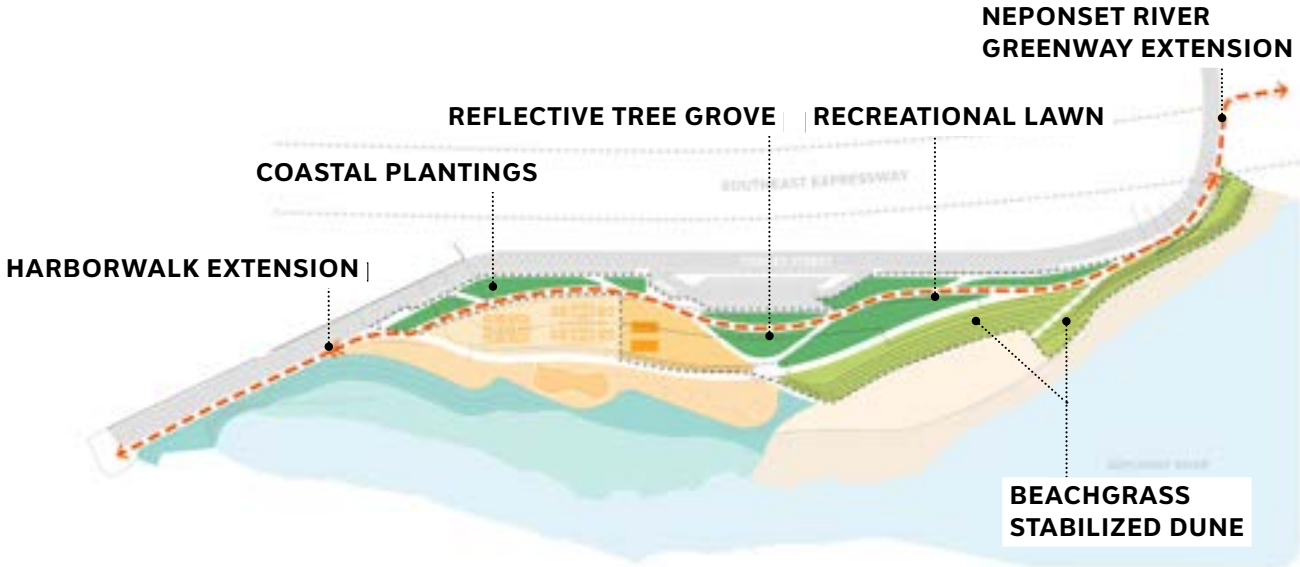 NEPONSET RIVER
GREENWAY EXTENSION
REFLECTIVE TREE GROVE
RECREATIONAL LAWN
COASTAL PLANTINGS
SOUTHEAST EXPRESSWAY
HARBORWALK EXTENSION
BEACHGRASS
STABILIZED DUNE